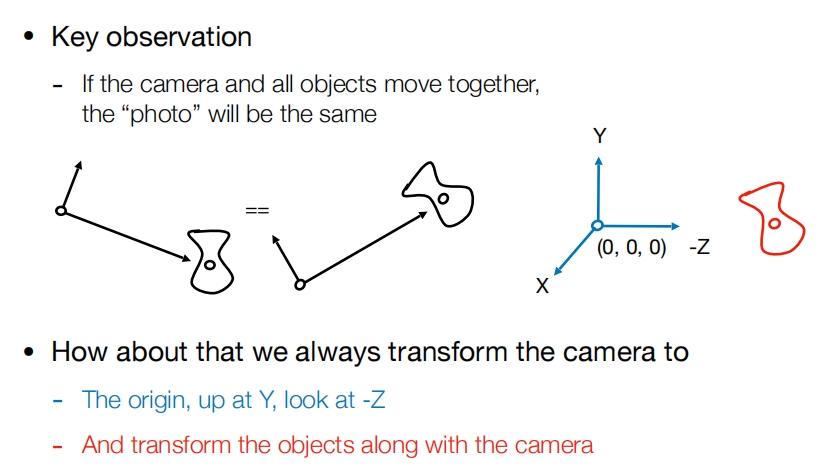 • Key observation
- If the camera and all objects move together,
the “photo” will be the same
Y
==
(0, 0, 0) -Z
X
• How about that we always transform the camera to
- The origin, up at Y, look at -Z
- And transform the objects along with the camera